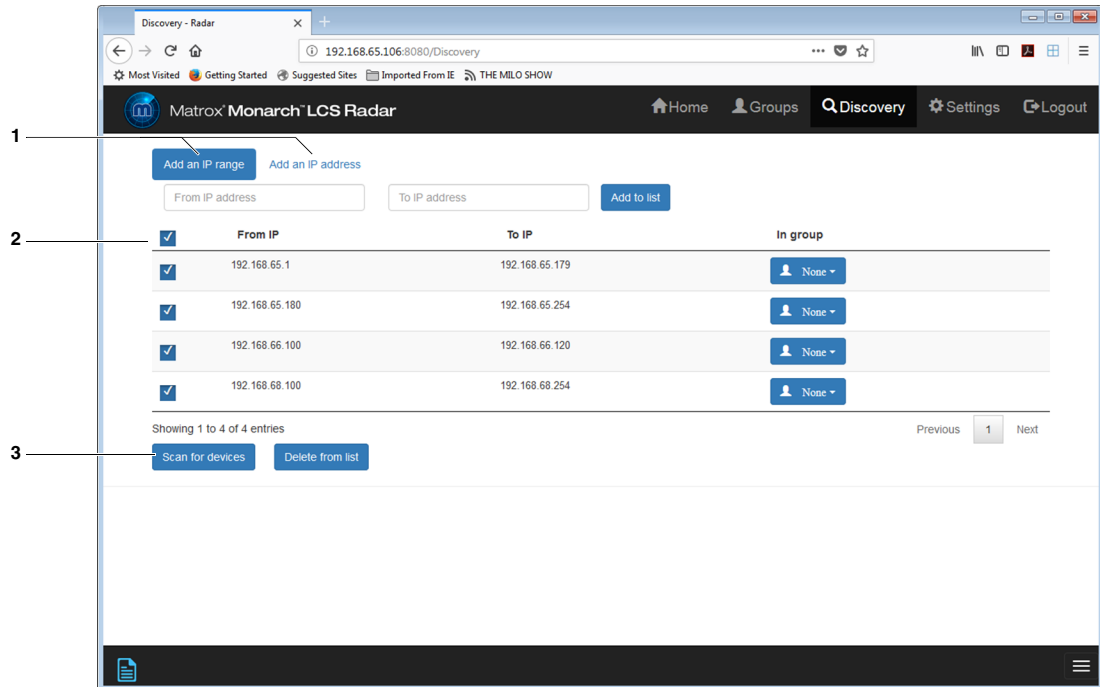 Discovery - Radar
192.168.65.106:8080/Discovery
Most Visited Getting Started Suggested Sites Imported From IE THE MILO SHOW
Matrox® Monarch™ LCS Radar
Home Groups Discovery Settings Logout
1
Add an IP range Add an IP address
From IP address To IP address Add to list
2
From IP To IP In group
192.168.65.1 192.168.65.179 None
192.168.65.180 192.168.65.254 None
192.168.66.100 192.168.66.120 None
192.168.68.100 192.168.68.254 None
Showing 1 to 4 of 4 entries
Previous 1 Next
3
Scan for devices Delete from list